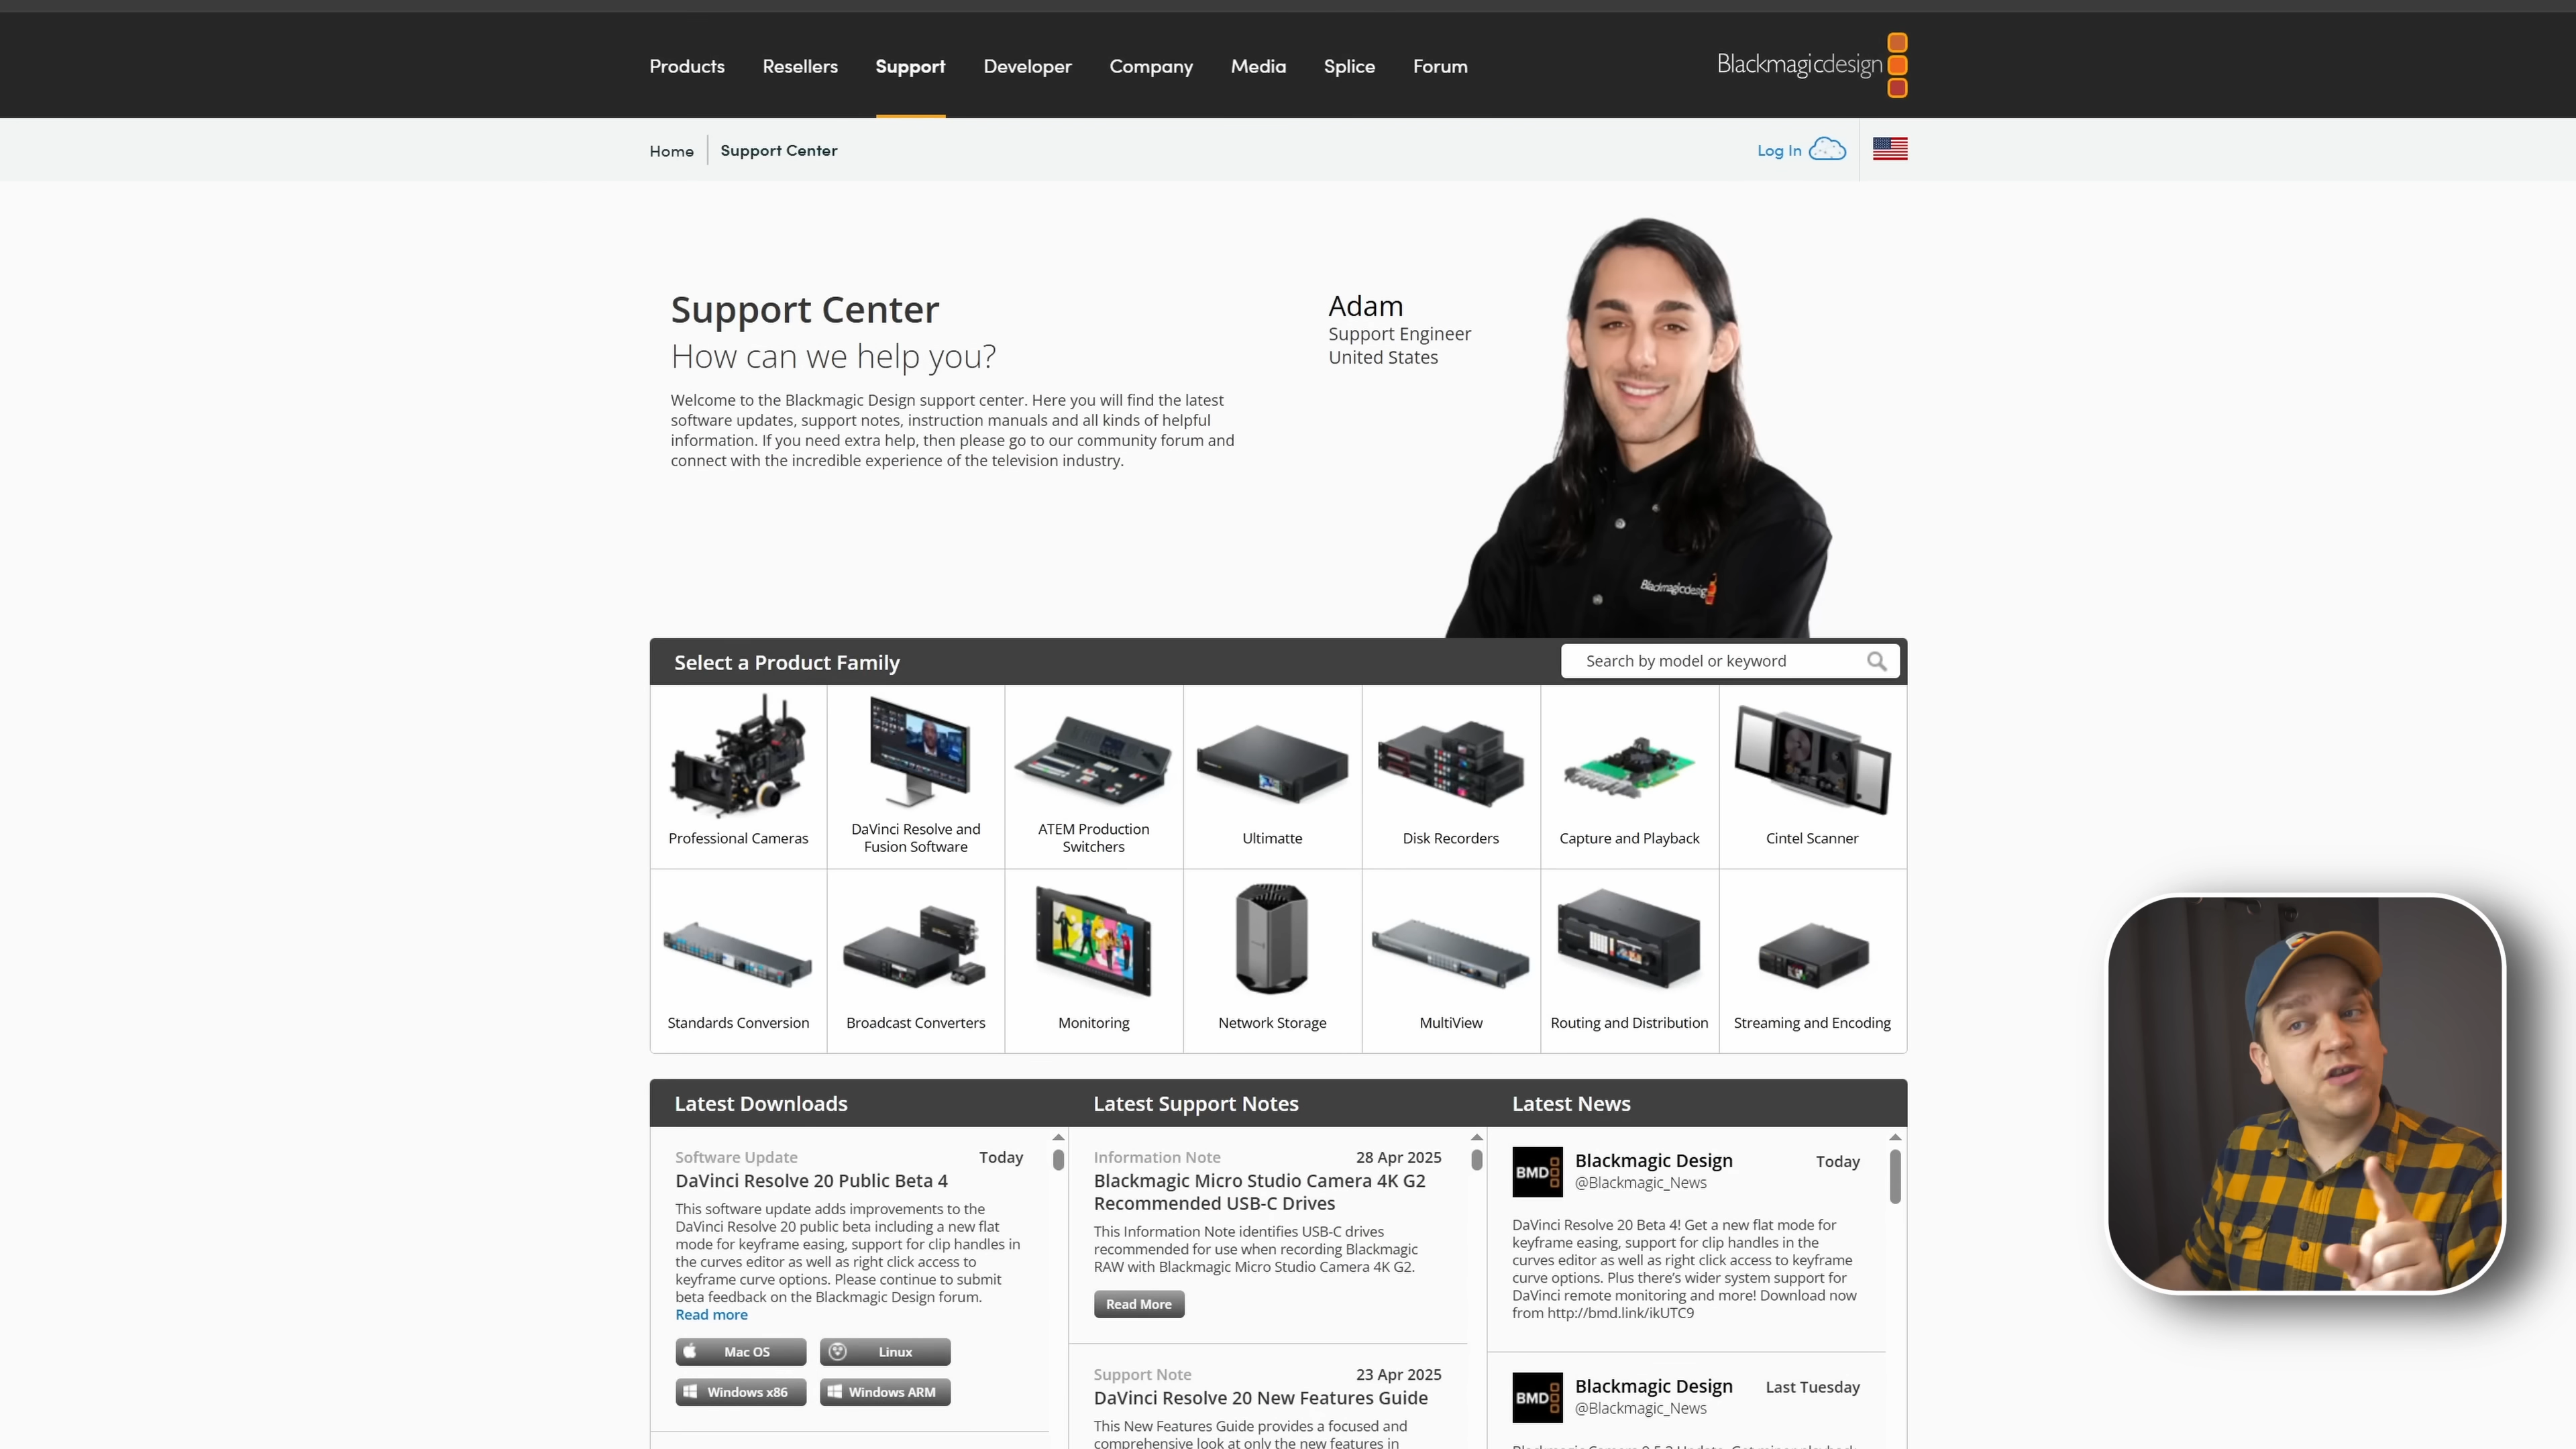 Products Resellers Support Developer Company Media Splice Forum
Blackmagicdesign
Home Support Center
Log In
Support Center
How can we help you?
Welcome to the Blackmagic Design support center. Here you will find the latest
software updates, support notes, instruction manuals and all kinds of helpful
information. If you need extra help, then please go to our community forum and
connect with the incredible experience of the television industry.
Adam
Support Engineer
United States
Blackmagicdesign
Select a Product Family
Search by model or keyword
Professional Cameras
DaVinci Resolve and
Fusion Software
ATEM Production
Switchers
Ultimatte
Disk Recorders
Capture and Playback
Cintel Scanner
Standards Conversion
Broadcast Converters
Monitoring
Network Storage
MultiView
Routing and Distribution
Streaming and Encoding
Latest Downloads
Software Update Today
DaVinci Resolve 20 Public Beta 4
This software update adds improvements to the
DaVinci Resolve 20 public beta including a new flat
mode for keyframe easing, support for clip handles in
the curves editor as well as right click access to
keyframe curve options. Please continue to submit
beta feedback on the Blackmagic Design forum.
Read more
Mac OS
Linux
Windows x86
Windows ARM
Latest Support Notes
Information Note 28 Apr 2025
Blackmagic Micro Studio Camera 4K G2
Recommended USB-C Drives
This Information Note identifies USB-C drives
recommended for use when recording Blackmagic
RAW with Blackmagic Micro Studio Camera 4K G2.
Read More
Support Note 23 Apr 2025
DaVinci Resolve 20 New Features Guide
This New Features Guide provides a focused and
comprehensive look at only the new features in
Latest News
BMD
Blackmagic Design Today
@Blackmagic_News
DaVinci Resolve 20 Beta 4! Get a new flat mode for
keyframe easing, support for clip handles in the
curves editor as well as right click access to keyframe
curve options. Plus there's wider system support for
DaVinci remote monitoring and more! Download now
from http://bmd.link/ikUTC9
BMD
Blackmagic Design Last Tuesday
@Blackmagic_News